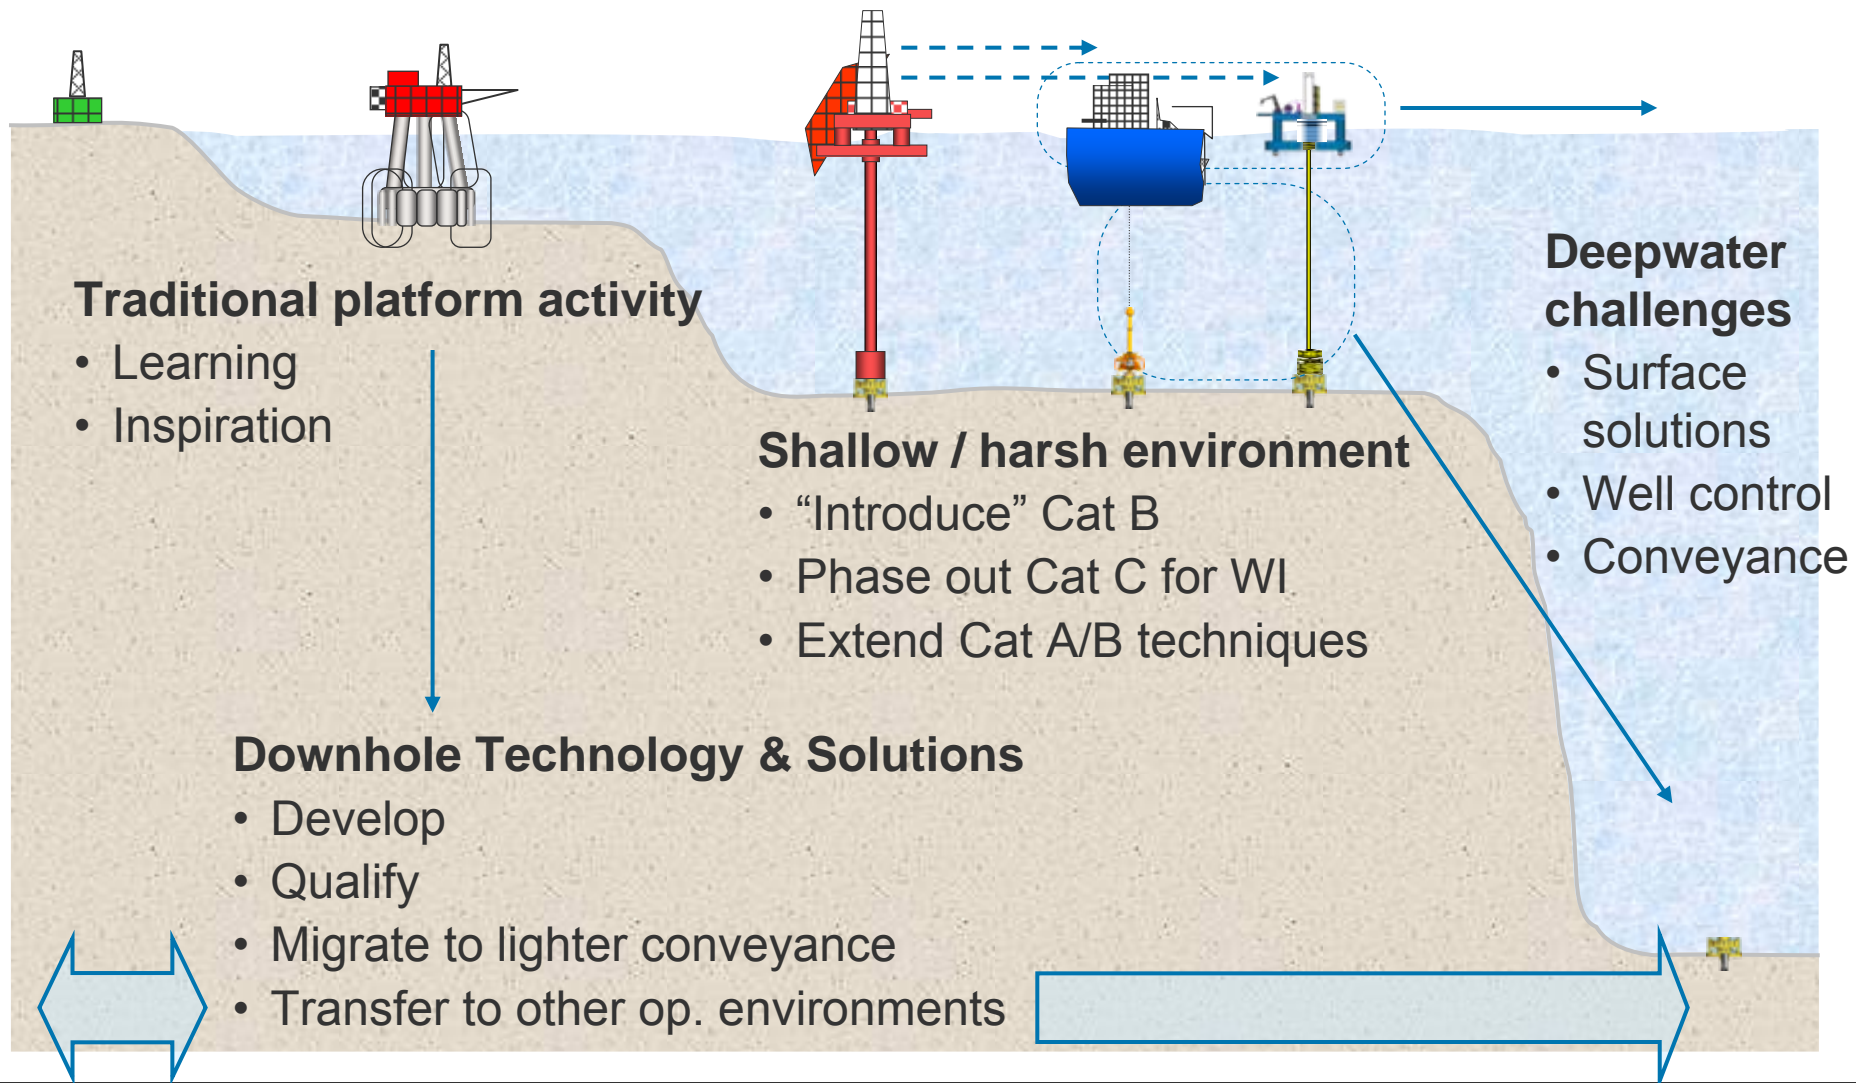 Traditional platform activity
• Learning
• Inspiration
Shallow / harsh environment
• “Introduce” Cat B
• Phase out Cat C for WI
• Extend Cat A/B techniques
Deepwater
challenges
• Surface
solutions
• Well control
• Conveyance
Downhole Technology & Solutions
• Develop
• Qualify
• Migrate to lighter conveyance
• Transfer to other op. environments